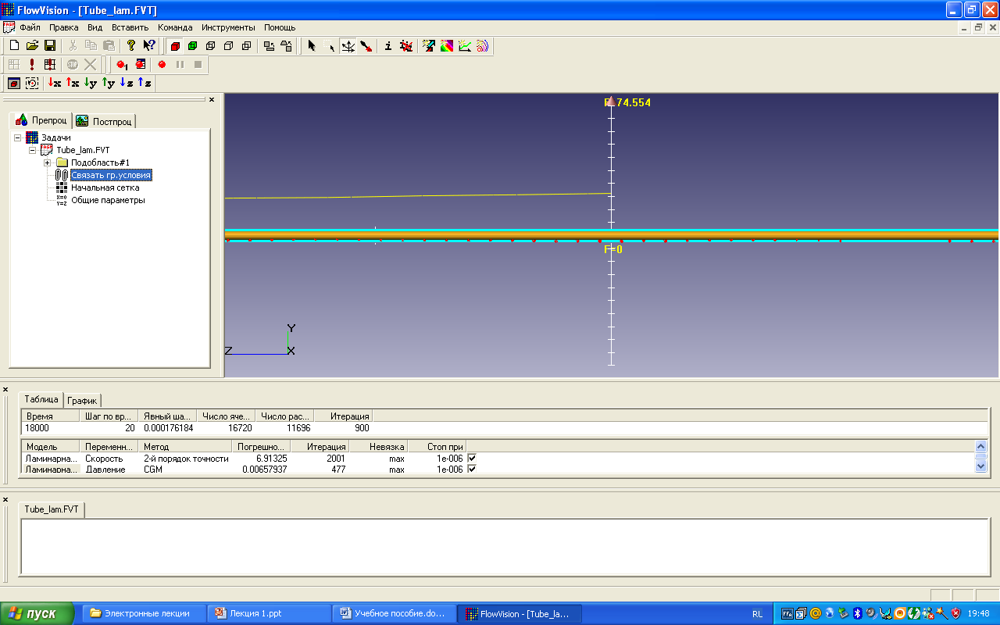 FlowVision - [Tube_lam.FVT]
Файл Правка Вид Вставить Команда Инструменты Помощь
x x y y z z
Препроц Постпроц
Задачи
Tube_lam.FVT
Подобласть#1
Связать гр.условия
Начальная сетка
X=0 Y=Z Общие параметры
74.554
F=0
Y
Z X
Таблица График
Время Шаг по вр... Явный ша... Число яче... Число рас... Итерация
18000 20 0.000176184 16720 11696 900
Модель Переменн... Метод Погрешно... Итерация Невязка Стоп при
Ламинарна... Скорость 2-й порядок точности 6.91325 2001 max 1e-006
Ламинарна... Давление CGM 0.00657937 477 max 1e-006
Tube_lam.FVT
пуск Электронные лекции Лекция 1.ppt Учебное пособие.do... FlowVision - [Tube_la... RL 19:48